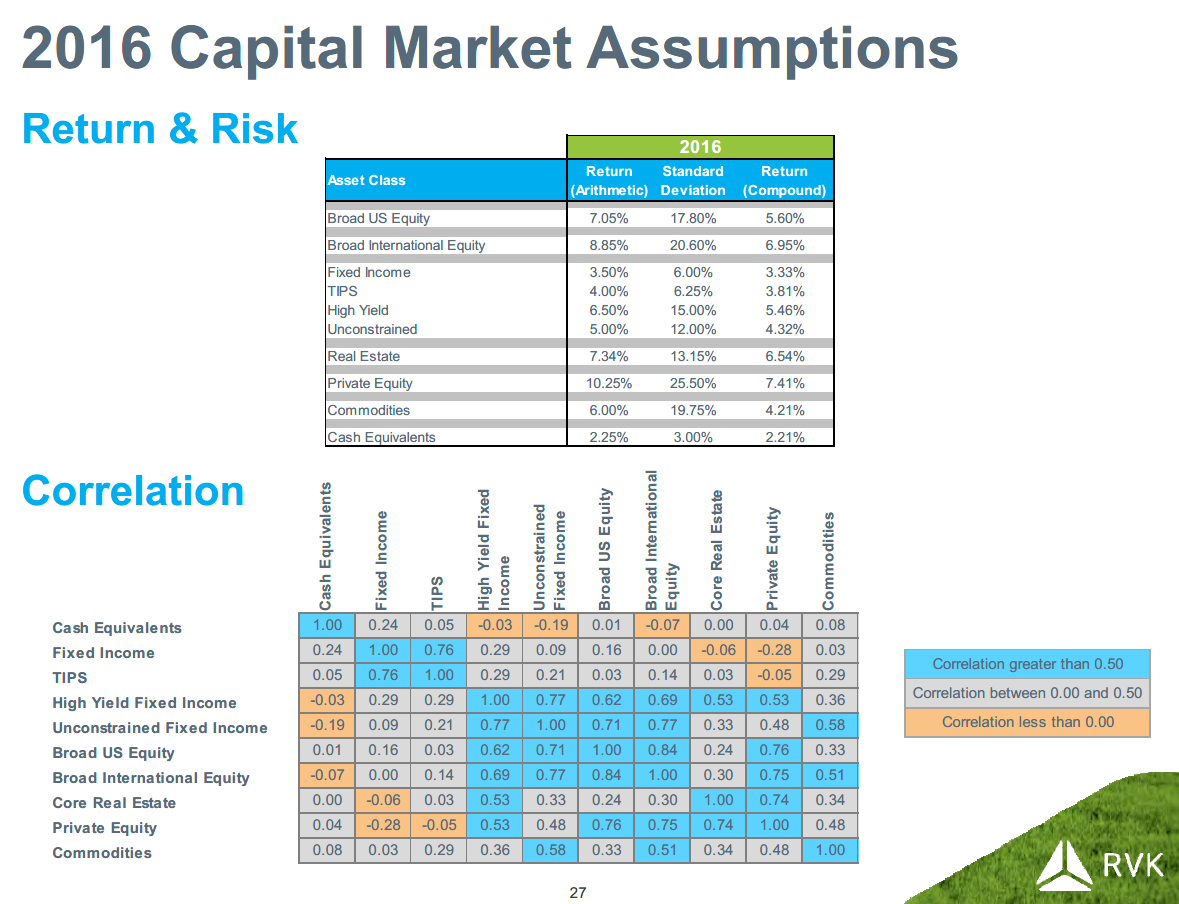 2016 Capital Market Assumptions
Return & Risk
2016
Asset Class Return (Arithmetic) Standard Deviation Return (Compound)
Broad US Equity 7.05% 17.80% 5.60%
Broad International Equity 8.85% 20.60% 6.95%
Fixed Income 3.50% 6.00% 3.33%
TIPS 4.00% 6.25% 3.81%
High Yield 6.50% 15.00% 5.46%
Unconstrained 5.00% 12.00% 4.32%
Real Estate 7.34% 13.15% 6.54%
Private Equity 10.25% 25.50% 7.41%
Commodities 6.00% 19.75% 4.21%
Cash Equivalents 2.25% 3.00% 2.21%
Correlation
Cash Equivalents
Fixed Income
TIPS
High Yield Fixed
Income
Unconstrained
Fixed Income
Broad US Equity
Broad International
Equity
Core Real Estate
Private Equity
Commodities
Cash Equivalents 1.00 0.24 0.05 -0.03 -0.19 0.01 -0.07 0.00 0.04 0.08
Fixed Income 0.24 1.00 0.76 0.29 0.09 0.16 0.00 -0.06 -0.28 0.03
TIPS 0.05 0.76 1.00 0.29 0.21 0.03 0.14 0.03 -0.05 0.29
High Yield Fixed Income -0.03 0.29 0.29 1.00 0.77 0.62 0.69 0.53 0.53 0.36
Unconstrained Fixed Income -0.19 0.09 0.21 0.77 1.00 0.71 0.77 0.33 0.48 0.58
Broad US Equity 0.01 0.16 0.03 0.62 0.71 1.00 0.84 0.24 0.76 0.33
Broad International Equity -0.07 0.00 0.14 0.69 0.77 0.84 1.00 0.30 0.75 0.51
Core Real Estate 0.00 -0.06 0.03 0.53 0.33 0.24 0.30 1.00 0.74 0.34
Private Equity 0.04 -0.28 -0.05 0.53 0.48 0.76 0.75 0.74 1.00 0.48
Commodities 0.08 0.03 0.29 0.36 0.58 0.33 0.51 0.34 0.48 1.00
Correlation greater than 0.50
Correlation between 0.00 and 0.50
Correlation less than 0.00
RVK
27